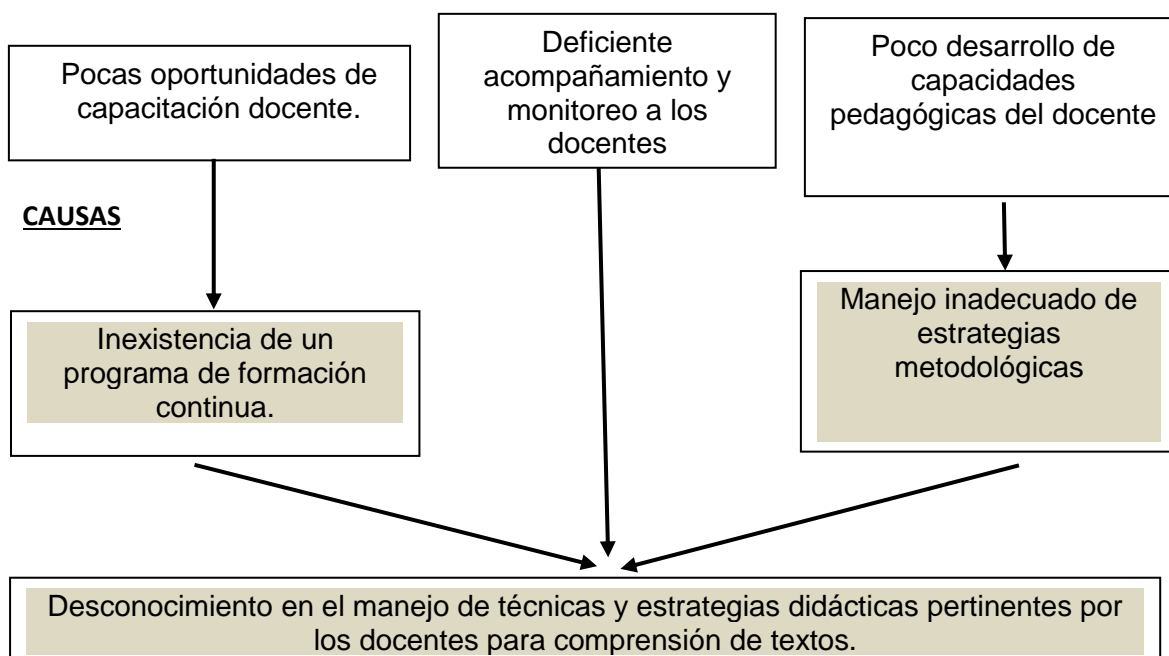 Pocas oportunidades de
capacitación docente.
Deficiente
acompañamiento y
monitoreo a los
docentes
Poco desarrollo de
capacidades
pedagógicas del docente
CAUSAS
Inexistencia de un
programa de formación
continua.
Manejo inadecuado de
estrategias
metodológicas
Desconocimiento en el manejo de técnicas y estrategias didácticas pertinentes por
los docentes para comprensión de textos.